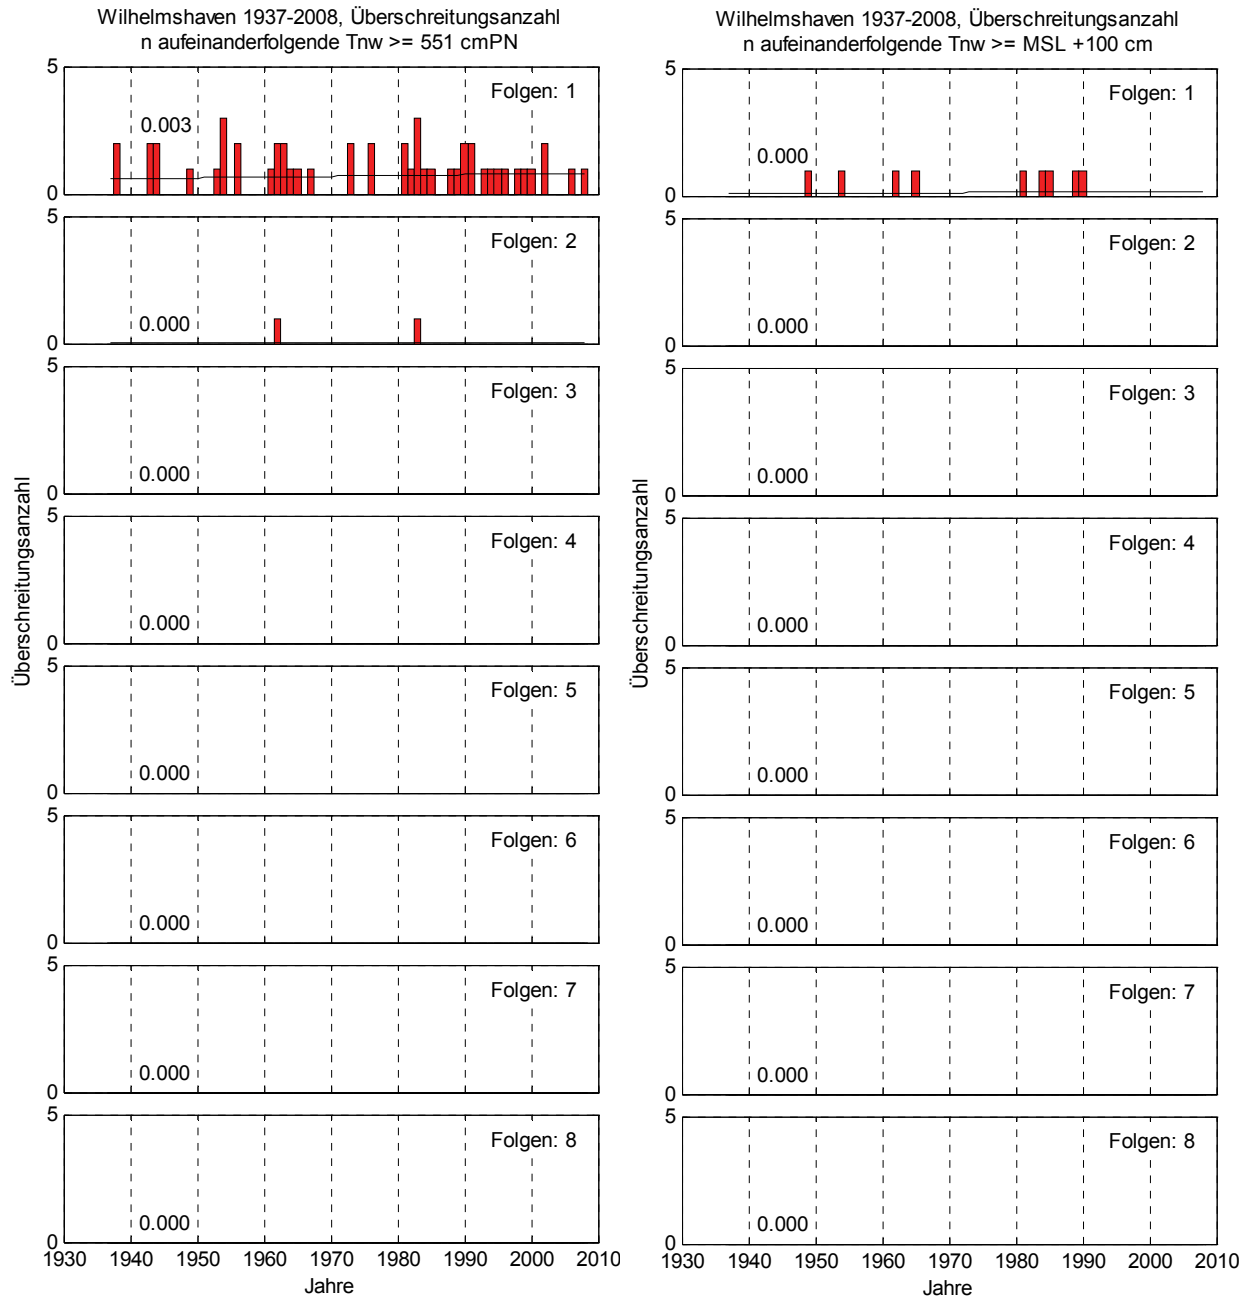 Wilhelmshaven 1937-2008, Überschreitungsanzahl
n aufeinanderfolgende Tnw >= 551 cmPN
5
Folgen: 1
0.003
0
5
Folgen: 2
0.000
0
5
Folgen: 3
0.000
0
5
Folgen: 4
0.000
0
5
Folgen: 5
0.000
0
5
Folgen: 6
0.000
0
5
Folgen: 7
0.000
0
5
Folgen: 8
0.000
0
1930 1940 1950 1960 1970 1980 1990 2000 2010
Jahre
Überschreitungsanzahl
Wilhelmshaven 1937-2008, Überschreitungsanzahl
n aufeinanderfolgende Tnw >= MSL +100 cm
5
Folgen: 1
0.000
0
5
Folgen: 2
0.000
0
5
Folgen: 3
0.000
0
5
Folgen: 4
0.000
0
5
Folgen: 5
0.000
0
5
Folgen: 6
0.000
0
5
Folgen: 7
0.000
0
5
Folgen: 8
0.000
0
1930 1940 1950 1960 1970 1980 1990 2000 2010
Jahre
Überschreitungsanzahl